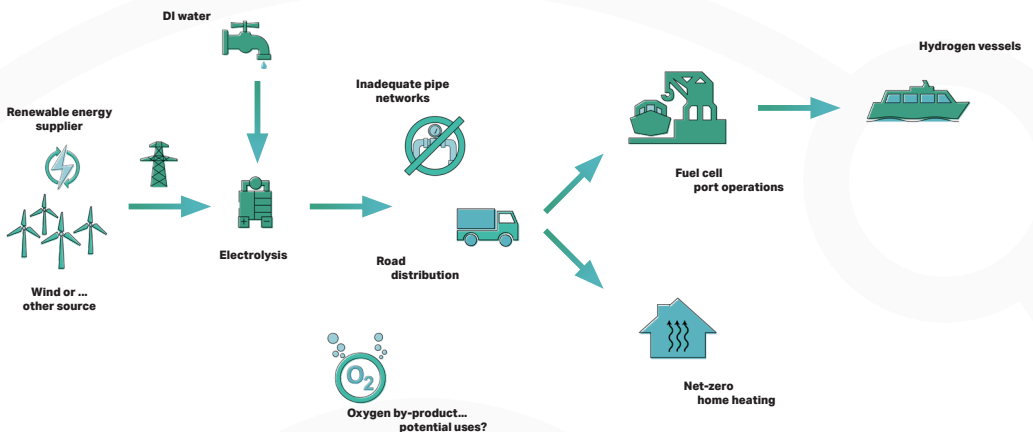 DI water
Hydrogen vessels
Inadequate pipe
networks
Renewable energy
supplier
Fuel cell
port operations
Electrolysis
Road
distribution
Wind or ...
other source
O2
Net-zero
home heating
Oxygen by-product...
potential uses?